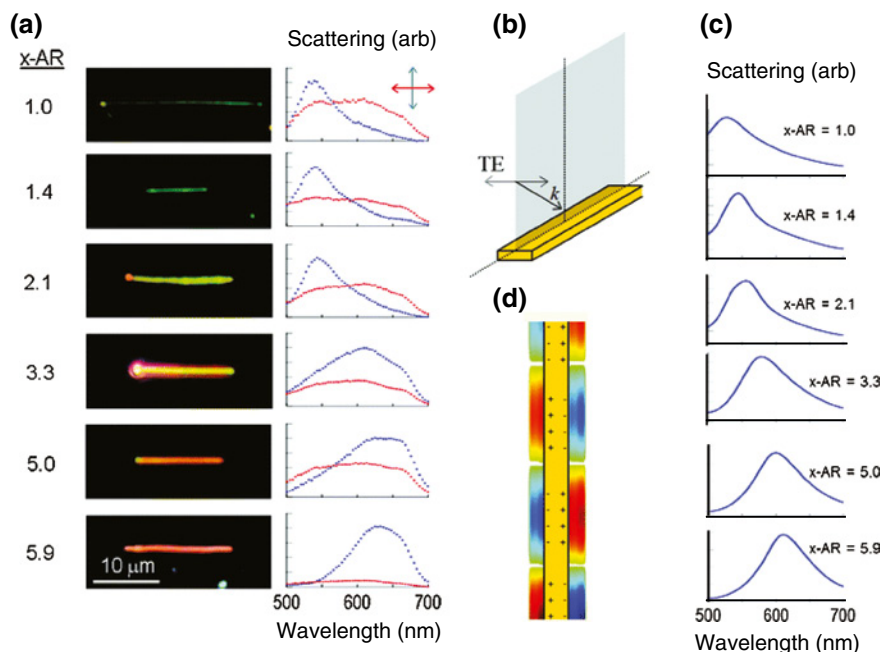 (a)
x-AR
Scattering (arb)
1.0
1.4
2.1
3.3
5.0
5.9
10 µm
500 600 700
Wavelength (nm)
(b)
TE
k
(d)
(c)
Scattering (arb)
x-AR = 1.0
x-AR = 1.4
x-AR = 2.1
x-AR = 3.3
x-AR = 5.0
x-AR = 5.9
500 600 700
Wavelength (nm)